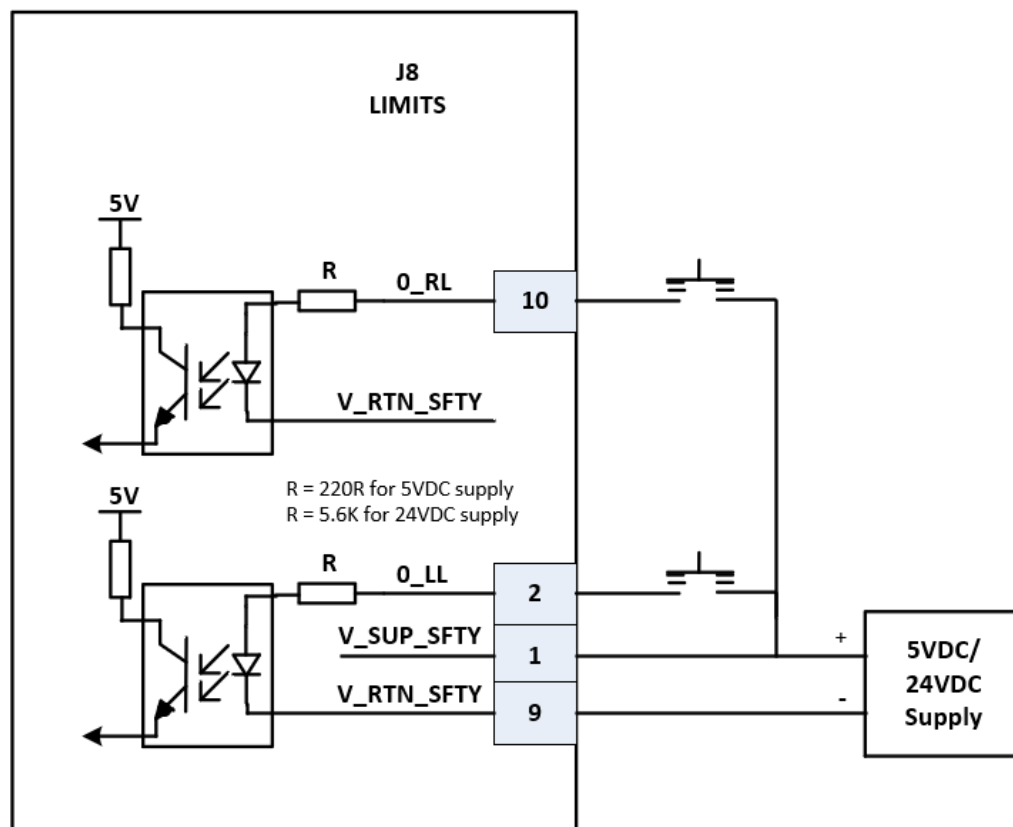 J8
LIMITS
5V
R
0_RL
10
V_RTN_SFTY
R = 220R for 5VDC supply
R = 5.6K for 24VDC supply
5V
R
0_LL
2
V_SUP_SFTY
1
+
V_RTN_SFTY
9
-
5VDC/
24VDC
Supply